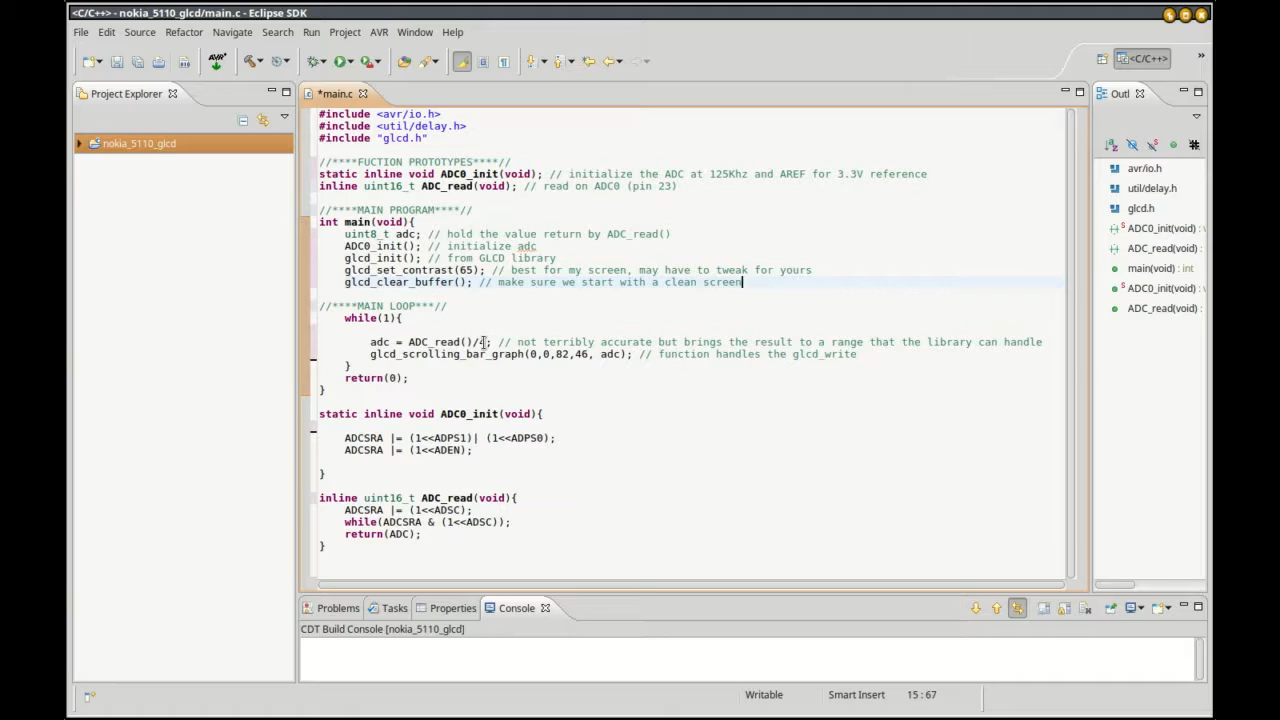 <C/C++> - nokia_5110_glcd/main.c - Eclipse SDK
File Edit Source Refactor Navigate Search Run Project AVR Window Help
AVR
<C/C++>
Project Explorer
*main.c
Outl
nokia_5110_glcd
#include <avr/io.h>
#include <util/delay.h>
#include "glcd.h"
//****FUCTION PROTOTYPES****//
static inline void ADC0_init(void); // initialize the ADC at 125Khz and AREF for 3.3V reference
inline uint16_t ADC_read(void); // read on ADC0 (pin 23)
//****MAIN PROGRAM****//
int main(void){
uint8_t adc; // hold the value return by ADC_read()
ADC0_init(); // initialize adc
glcd_init(); // from GLCD library
glcd_set_contrast(65); // best for my screen, may have to tweak for yours
glcd_clear_buffer(); // make sure we start with a clean screen
//****MAIN LOOP***//
while(1){
adc = ADC_read()/4; // not terribly accurate but brings the result to a range that the library can handle
glcd_scrolling_bar_graph(0,0,82,46, adc); // function handles the glcd_write
}
return(0);
}
static inline void ADC0_init(void){
ADCSRA |= (1<<ADPS1)| (1<<ADPS0);
ADCSRA |= (1<<ADEN);
}
inline uint16_t ADC_read(void){
ADCSRA |= (1<<ADSC);
while(ADCSRA & (1<<ADSC));
return(ADC);
}
avr/io.h
util/delay.h
glcd.h
ADC0_init(void) :
ADC_read(void) :
main(void) : int
ADC0_init(void) :
ADC_read(void) :
Problems Tasks Properties Console
CDT Build Console [nokia_5110_glcd]
Writable Smart Insert 15 : 67